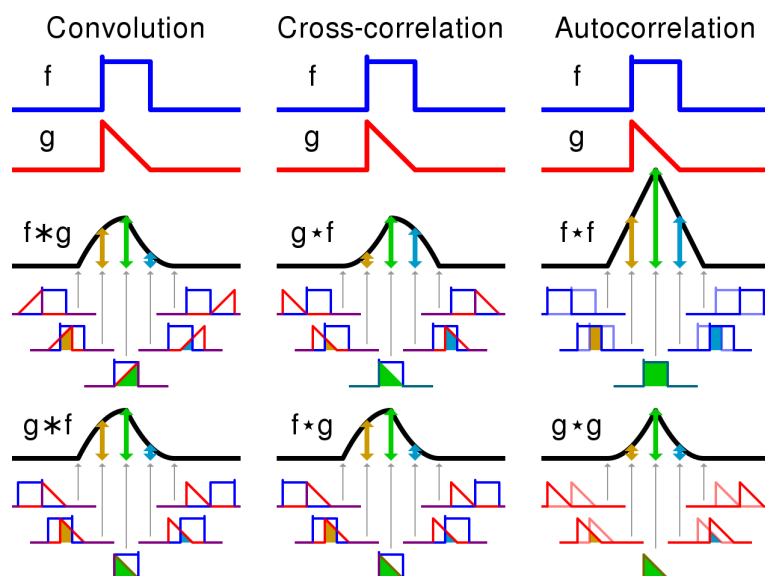 Convolution Cross-correlation Autocorrelation
f f f
g g g
f∗g g⋆f f⋆f
g∗f f⋆g g⋆g